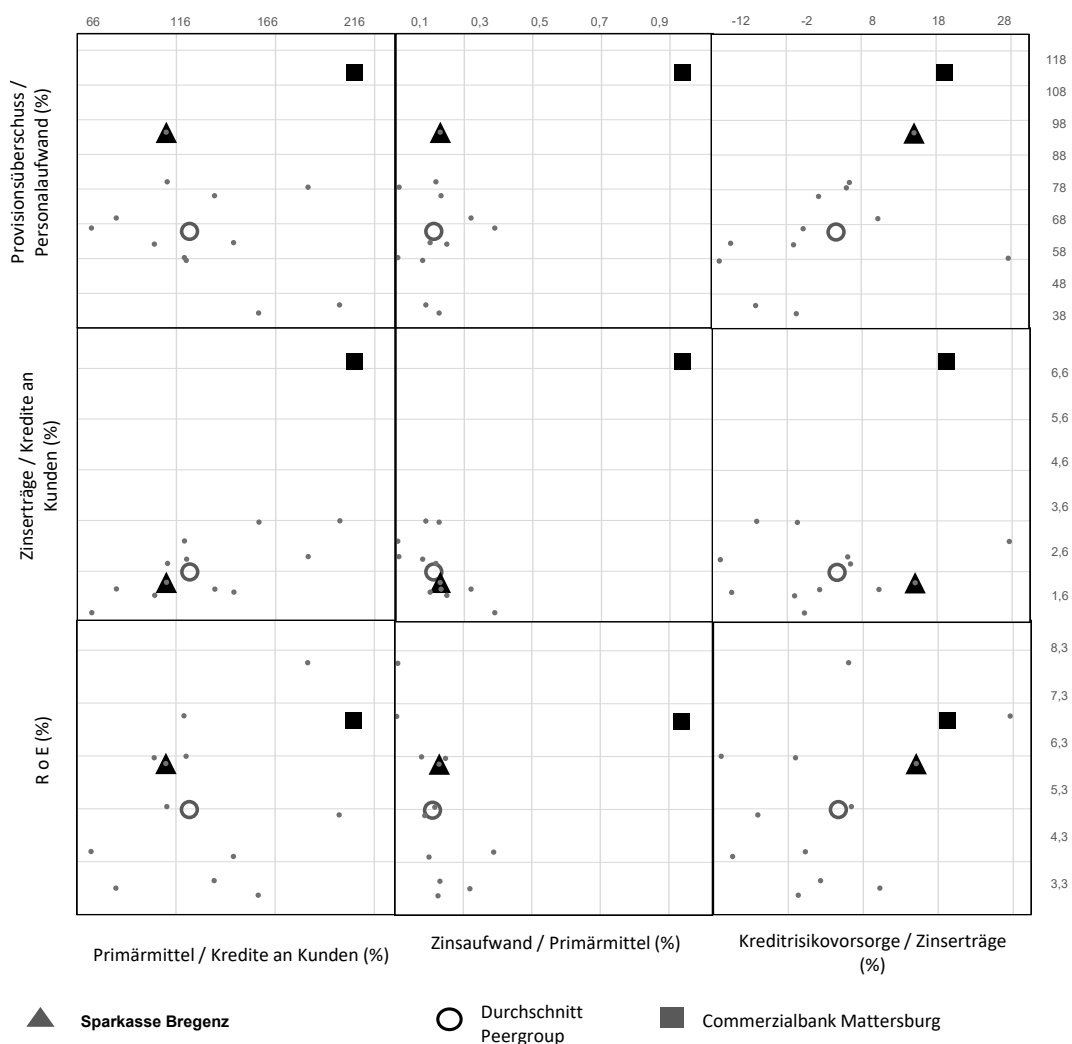 66 116 166 216 0,1 0,3 0,5 0,7 0,9 -12 -2 8 18 28
Provisionsüberschuss /
Personalaufwand (%)
118
108
98
88
78
68
58
48
38
Zinserträge / Kredite an
Kunden (%)
6,6
5,6
4,6
3,6
2,6
1,6
R o E (%)
8,3
7,3
6,3
5,3
4,3
3,3
Primärmittel / Kredite an Kunden (%)
Zinsaufwand / Primärmittel (%)
Kreditrisikovorsorge / Zinserträge
(%)
Sparkasse Bregenz
Durchschnitt
Peergroup
Commerzialbank Mattersburg